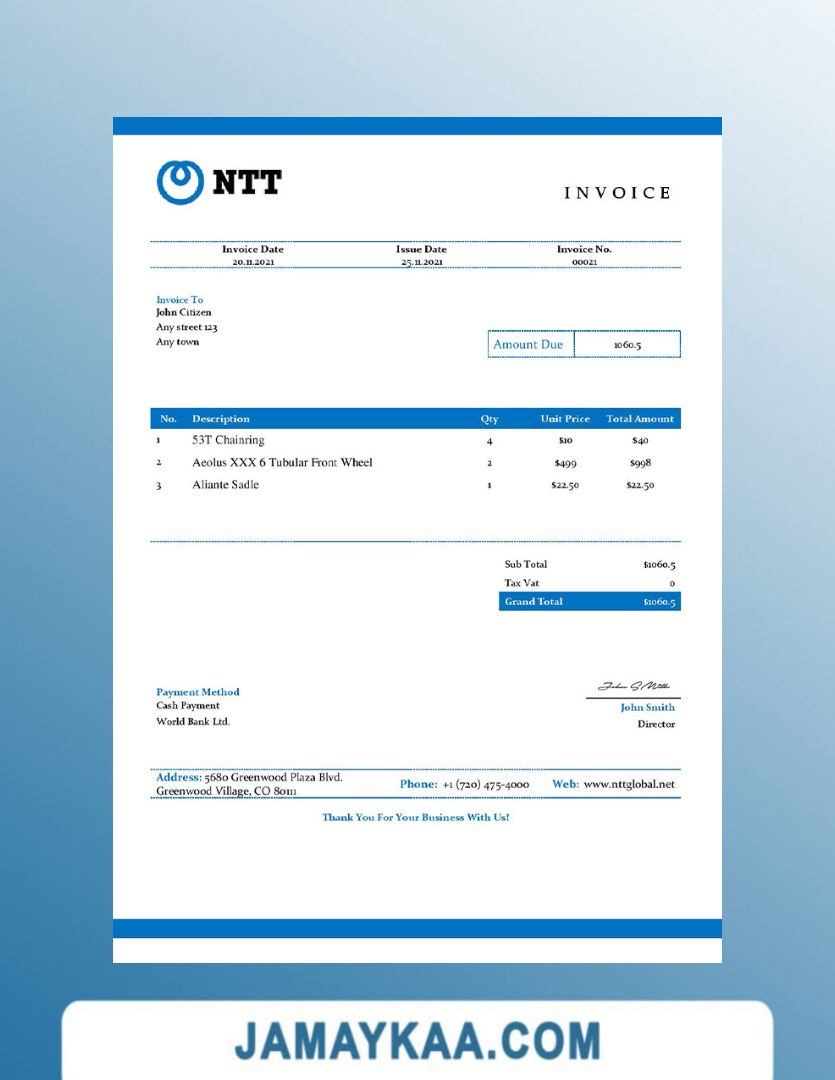 NTT
INVOICE
Invoice Date Issue Date Invoice No.
20.11.2021 25.11.2021 00021
Invoice To
John Citizen
Any street 123
Any town
Amount Due 1060.5
No. Description Qty Unit Price Total Amount
1 53T Chainring 4 $10 $40
2 Aeolus XXX 6 Tubular Front Wheel 2 $499 $998
3 Aliante Sadle 1 $22.50 $22.50
Sub Total $1060.5
Tax Vat 0
Grand Total $1060.5
Payment Method
Cash Payment
World Bank Ltd.
John Smith
Director
Address: 5680 Greenwood Plaza Blvd.
Greenwood Village, CO 80111
Phone: +1 (720) 475-4000 Web: www.nttglobal.net
Thank You For Your Business With Us!
JAMAYKAA.COM